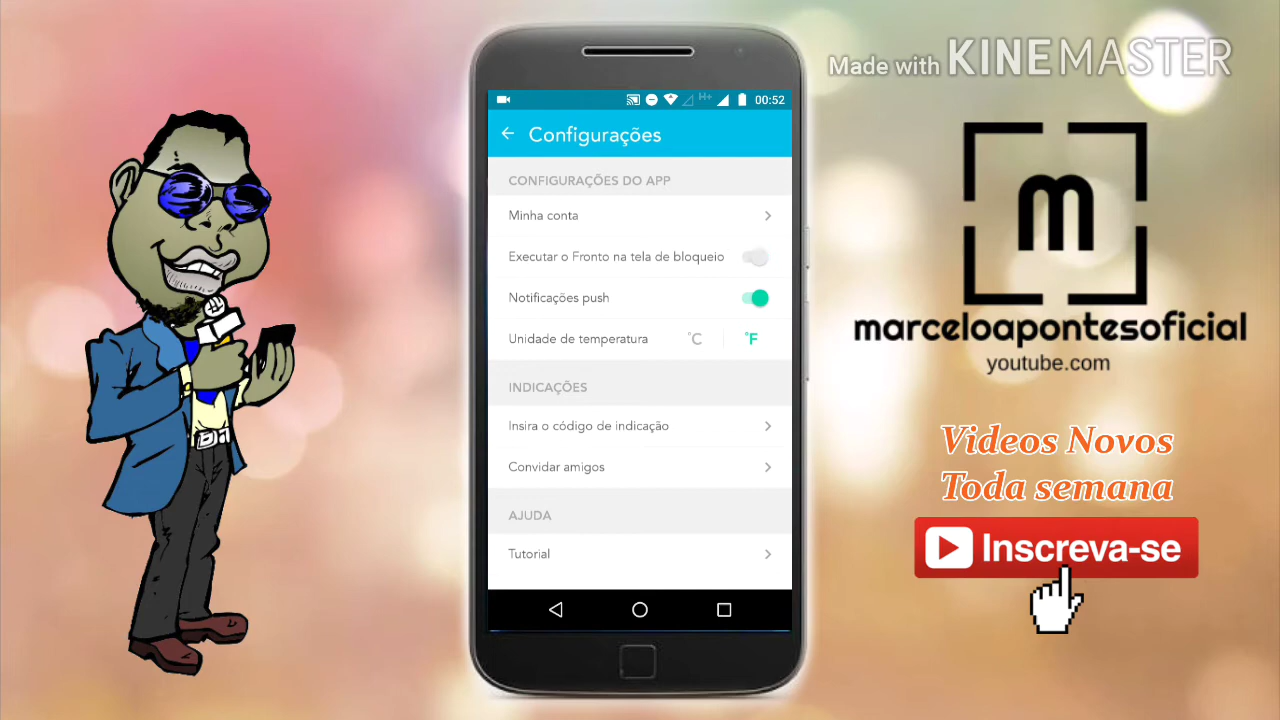 Made with KINEMASTER
H+ 00:52
Configurações
CONFIGURAÇÕES DO APP
Minha conta
Executar o Fronto na tela de bloqueio
Notificações push
Unidade de temperatura °C °F
INDICAÇÕES
Insira o código de indicação
Convidar amigos
AJUDA
Tutorial
m
marceloapontesoficial
youtube.com
Videos Novos
Toda semana
Inscreva-se